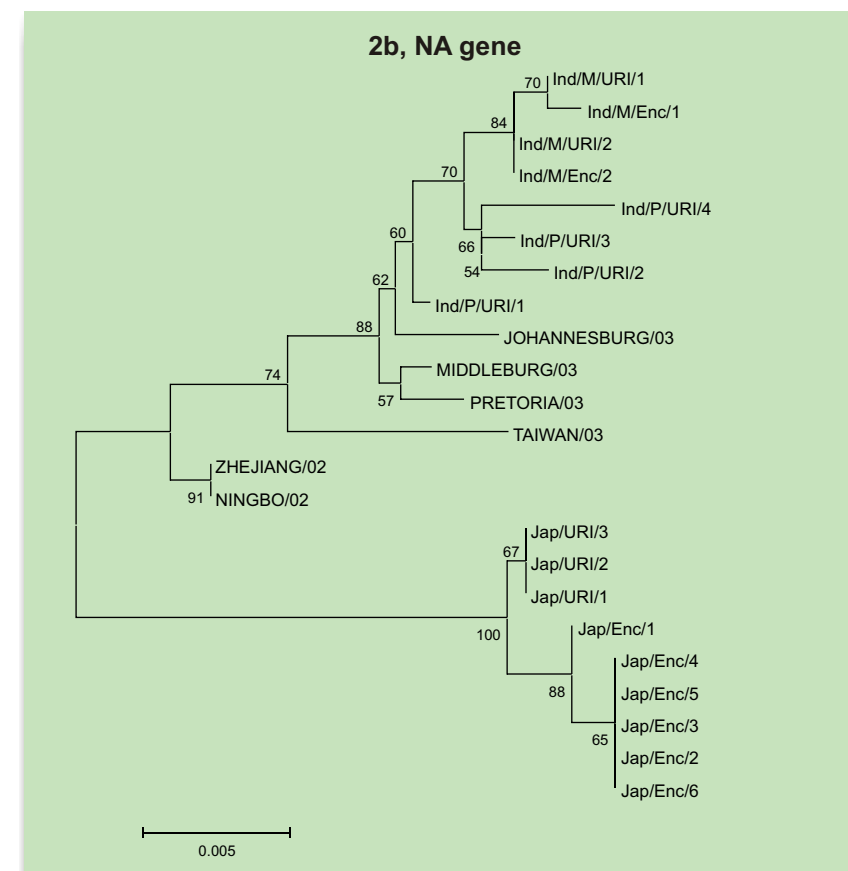 2b, NA gene
70
Ind/M/URI/1
Ind/M/Enc/1
84
Ind/M/URI/2
Ind/M/Enc/2
70
Ind/P/URI/4
Ind/P/URI/3
66
54
Ind/P/URI/2
60
62
Ind/P/URI/1
88
JOHANNESBURG/03
MIDDLEBURG/03
57
PRETORIA/03
74
TAIWAN/03
ZHEJIANG/02
91
NINGBO/02
Jap/URI/3
67
Jap/URI/2
Jap/URI/1
100
Jap/Enc/1
Jap/Enc/4
88
Jap/Enc/5
Jap/Enc/3
65
Jap/Enc/2
Jap/Enc/6
0.005